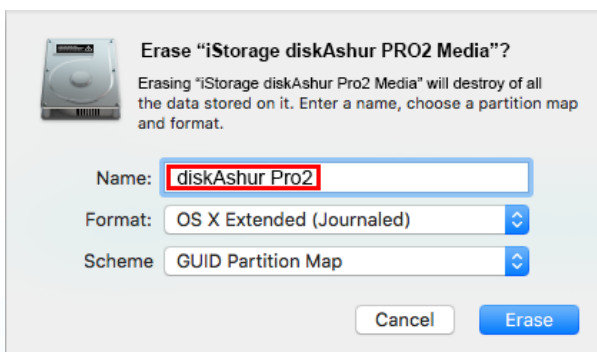 Erase “iStorage diskAshur PRO2 Media”?
Erasing “iStorage diskAshur Pro2 Media” will destroy of all
the data stored on it. Enter a name, choose a partition map
and format.
Name: diskAshur Pro2
Format: OS X Extended (Journaled)
Scheme GUID Partition Map
Cancel Erase